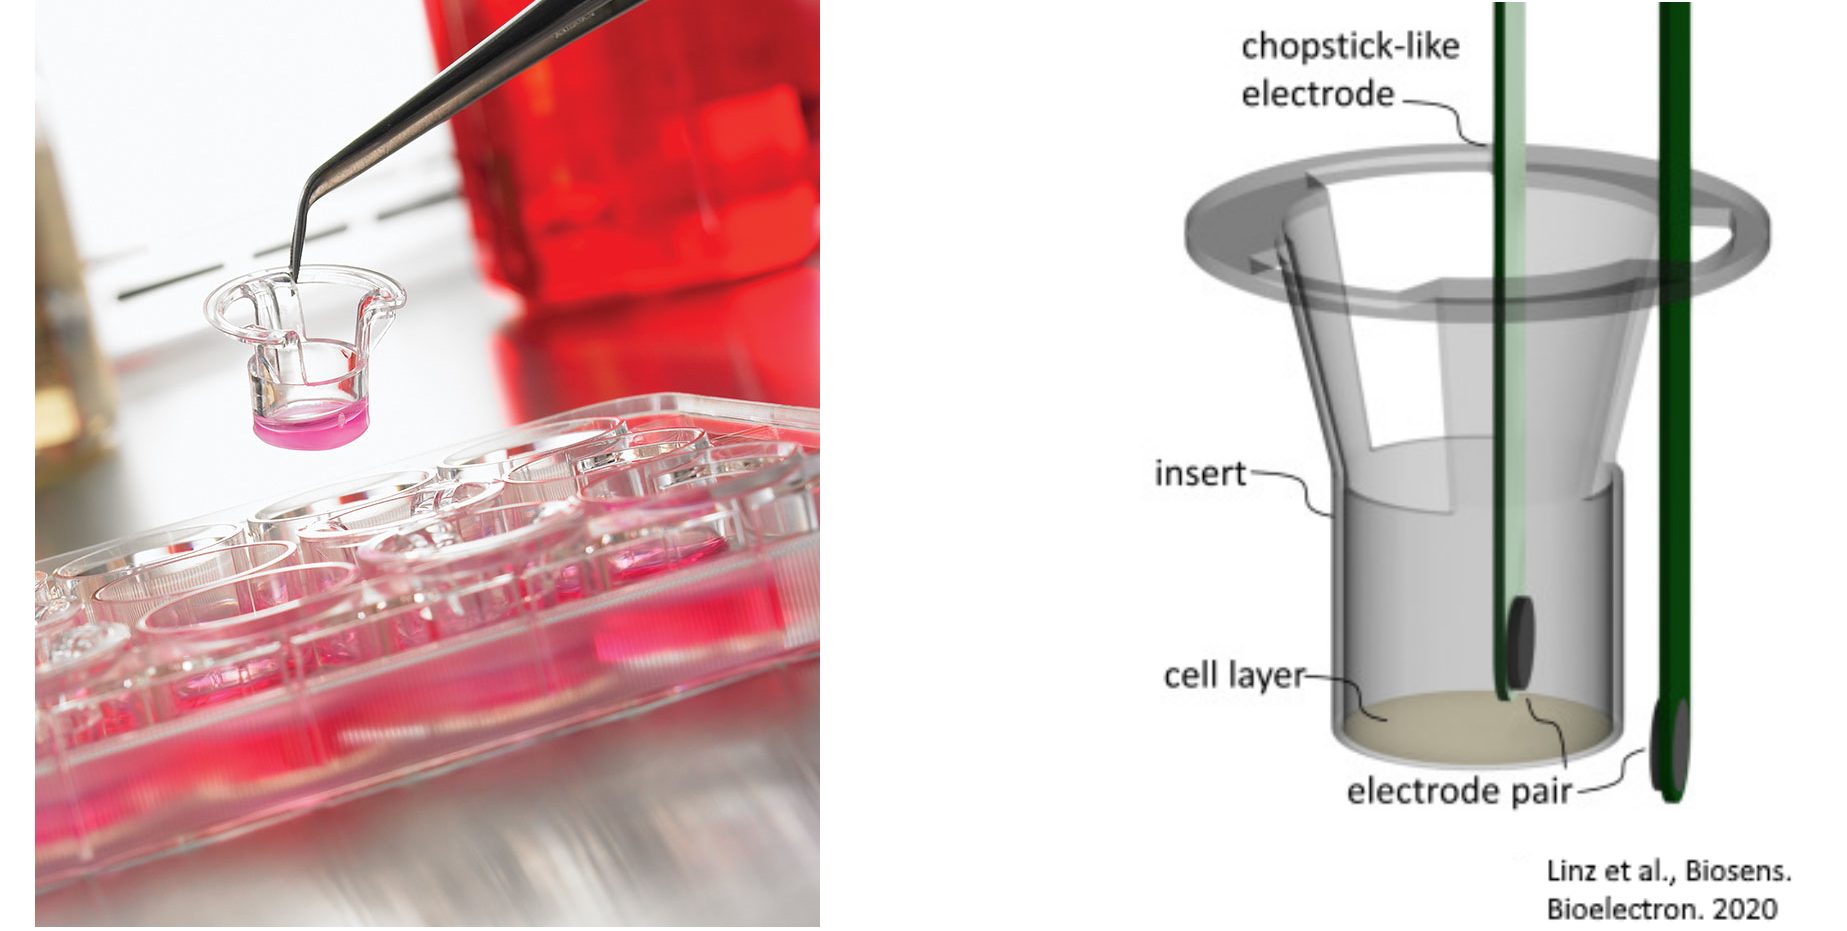 chopstick-like
electrode
insert
cell layer
electrode pair
Linz et al., Biosens.
Bioelectron. 2020